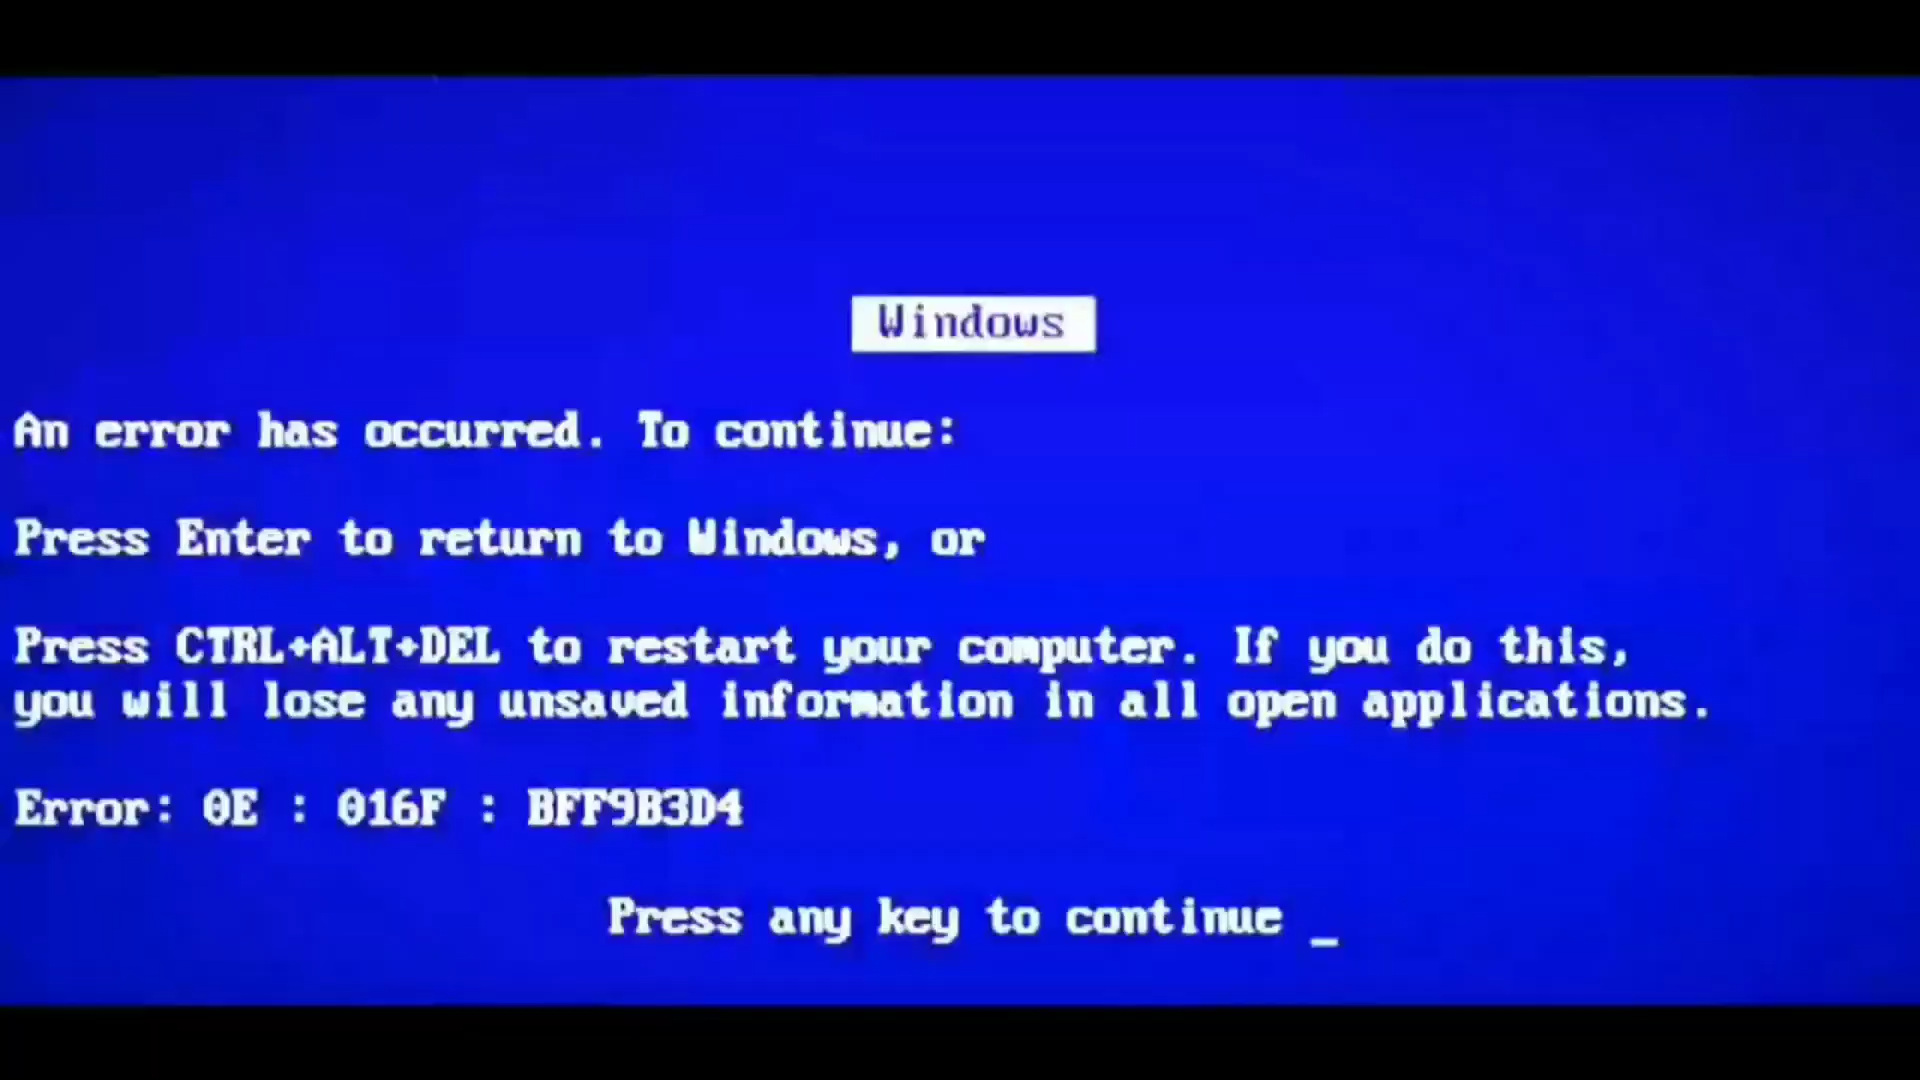 Windows
An error has occurred. To continue:
Press Enter to return to Windows, or
Press CTRL+ALT+DEL to restart your computer. If you do this,
you will lose any unsaved information in all open applications.
Error: 0E : 016F : BFF9B3D4
Press any key to continue _